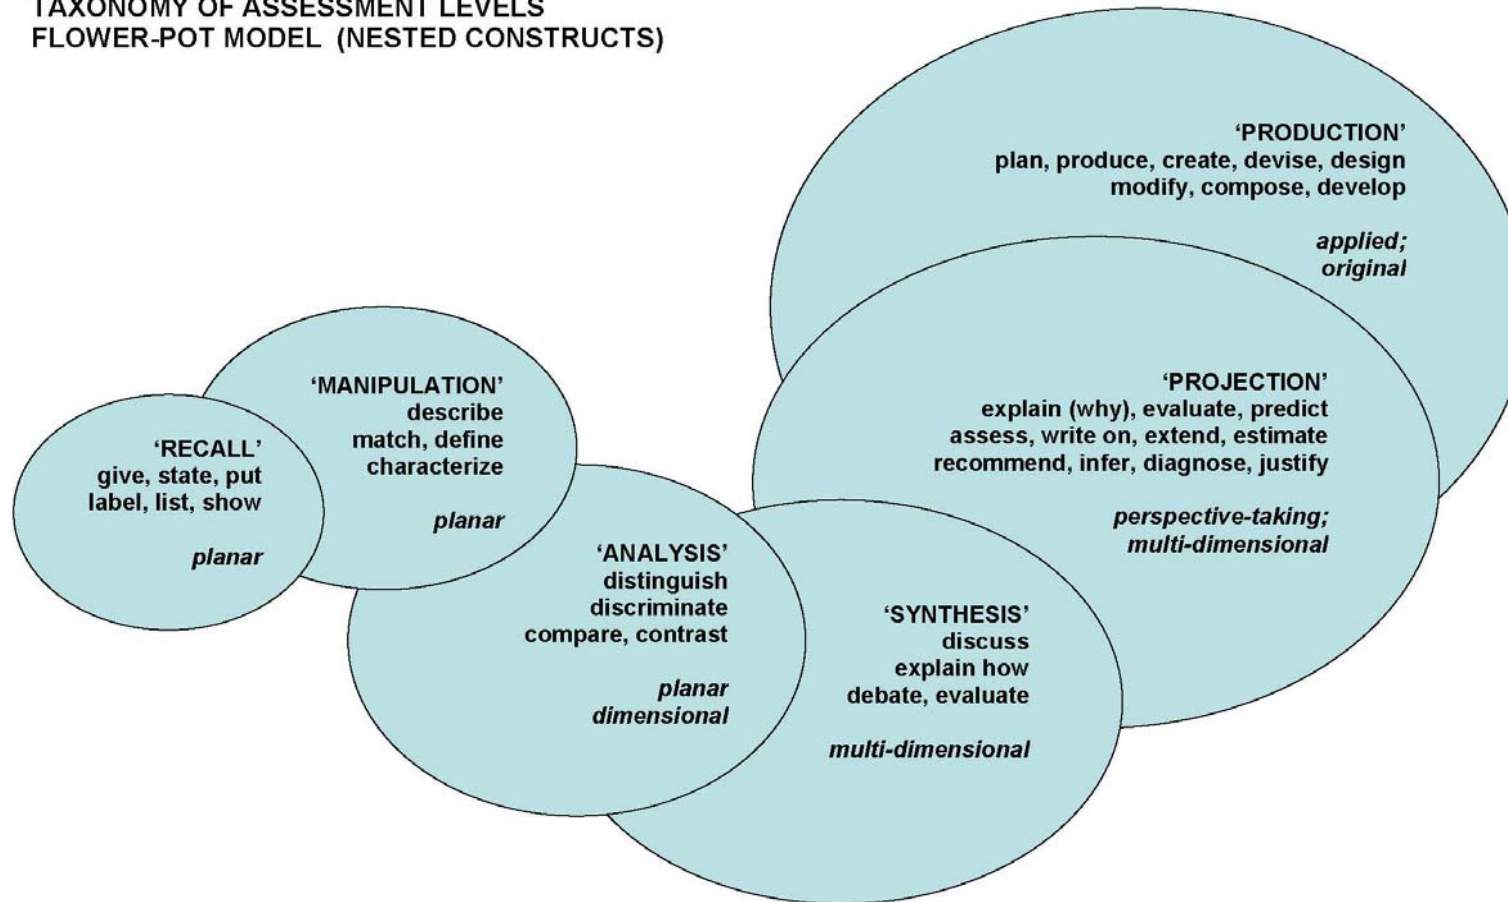 TAXONOMY OF ASSESSMENT LEVELS
FLOWER-POT MODEL (NESTED CONSTRUCTS)
‘RECALL’
give, state, put
label, list, show
planar
‘MANIPULATION’
describe
match, define
characterize
planar
‘ANALYSIS’
distinguish
discriminate
compare, contrast
planar
dimensional
‘SYNTHESIS’
discuss
explain how
debate, evaluate
multi-dimensional
‘PROJECTION’
explain (why), evaluate, predict
assess, write on, extend, estimate
recommend, infer, diagnose, justify
perspective-taking;
multi-dimensional
‘PRODUCTION’
plan, produce, create, devise, design
modify, compose, develop
applied;
original